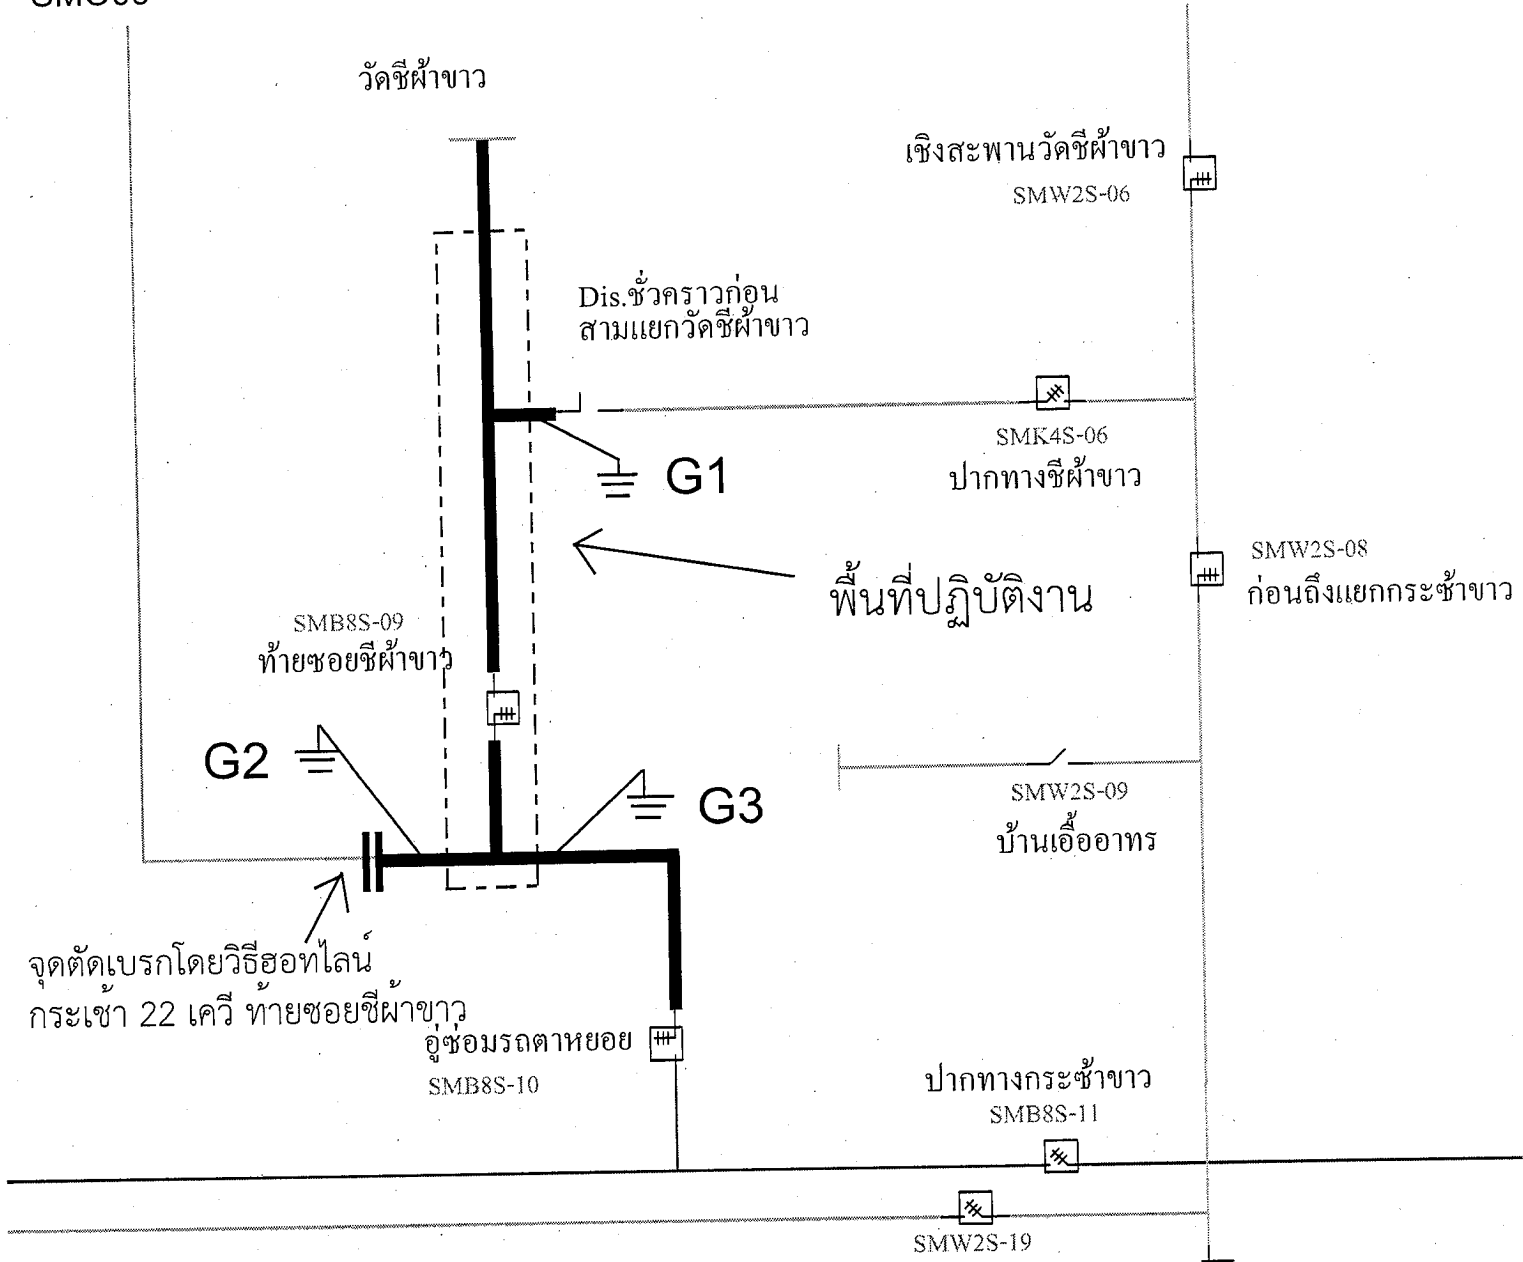 วัดชีผ้าขาว
เชิงสะพานวัดชีผ้าขาว
SMW2S-06
Dis.ชั่วคราวก่อน
สามแยกวัดชีผ้าขาว
SMK4S-06
ปากทางชีผ้าขาว
G1
SMW2S-08
ก่อนถึงแยกกระซ้าขาว
พื้นที่ปฏิบัติงาน
SMB8S-09
ท้ายซอยชีผ้าขาว
G2
G3
SMW2S-09
บ้านเอื้ออาทร
จุดตัดเบรกโดยวิธีฮอทไลน์
กระเช้า 22 เควี ท้ายซอยชีผ้าขาว
อู่ซ่อมรถตาหยอย
SMB8S-10
ปากทางกระซ้าขาว
SMB8S-11
SMW2S-19